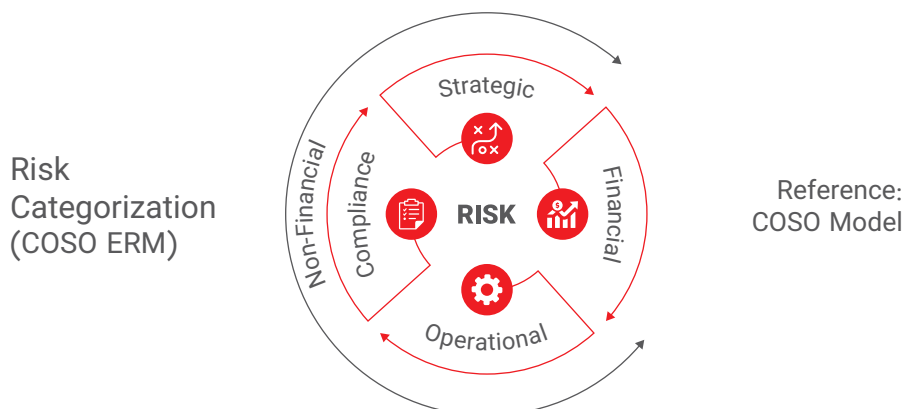 Risk
Categorization
(COSO ERM)
Non-Financial
Strategic
Compliance
RISK
Financial
Operational
Reference:
COSO Model